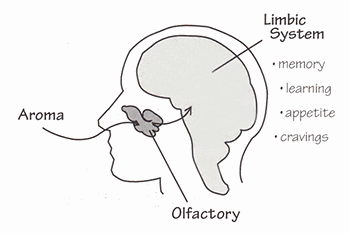 Limbic
System
• memory
• learning
• appetite
• cravings
Aroma
Olfactory